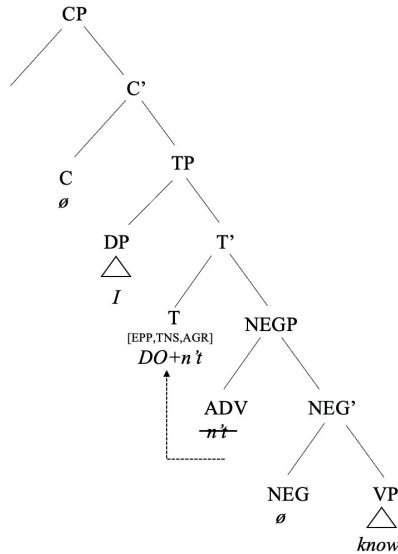 CP
C’
C
TP
ø
DP
T’
I
T
NEGP
[EPP,TNS,AGR]
DO+n’t
ADV
NEG’
n’t
NEG
VP
ø
know